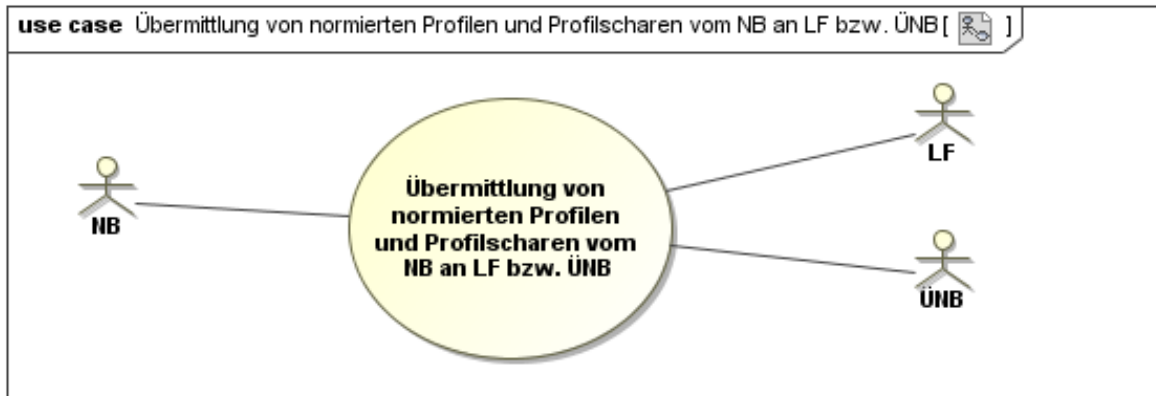 use case Übermittlung von normierten Profilen und Profilscharen vom NB an LF bzw. ÜNB[ ]
LF
Übermittlung von
normierten Profilen
und Profilscharen vom
NB an LF bzw. ÜNB
NB
ÜNB